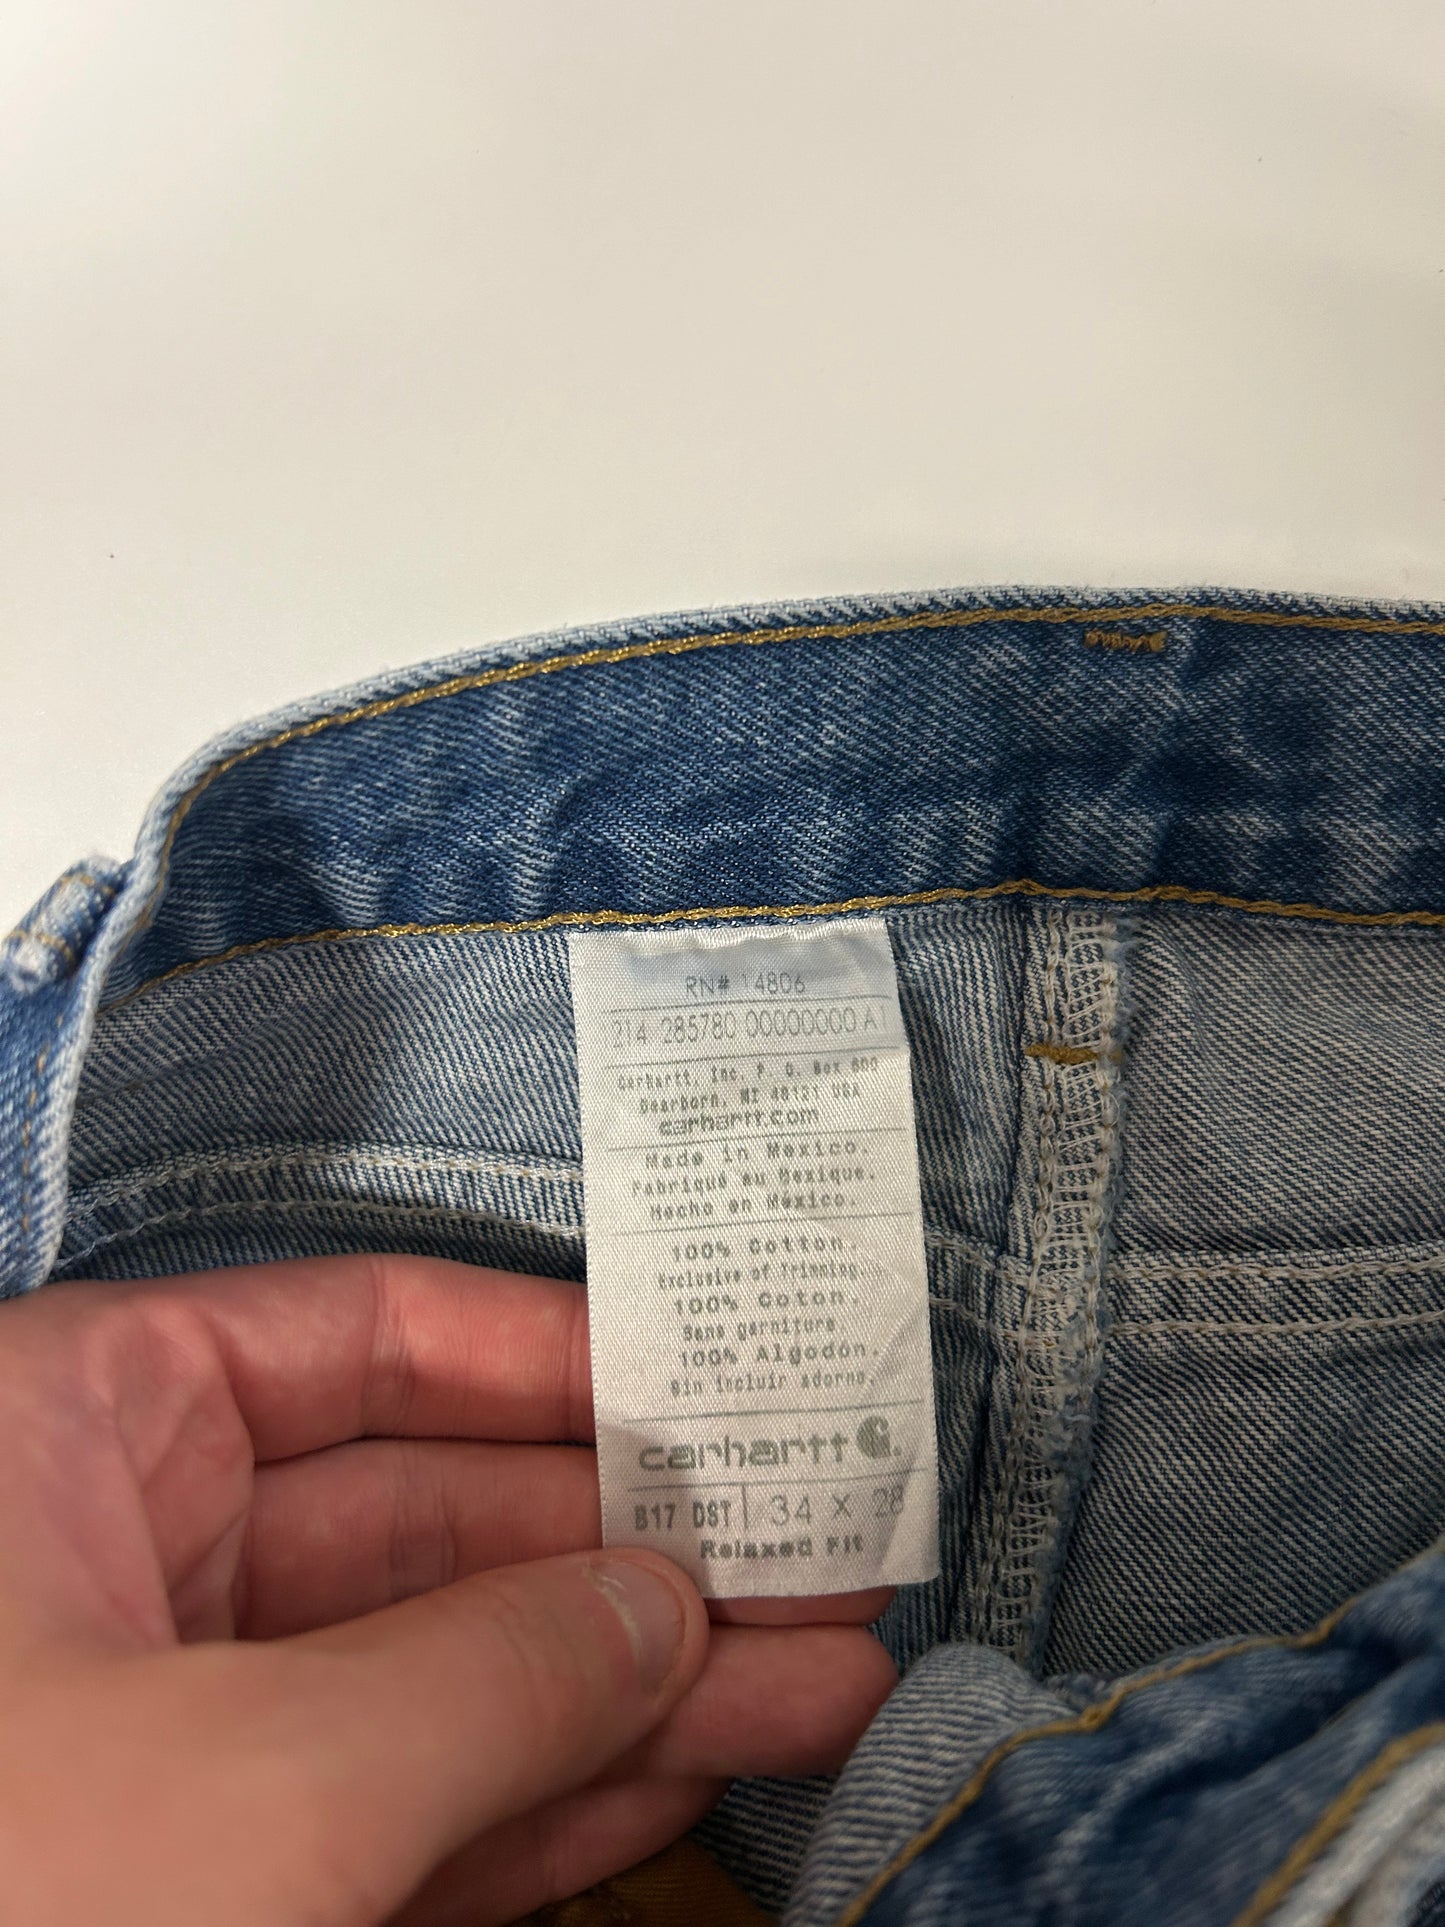 RN# 14806
214 285780 00000000 A1
Carhartt, Inc. P. O. Box 600
Dearborn, MI 48121 USA
carhartt.com
Made in Mexico.
Fabriqué au Mexique.
Hecho en México.
100% Cotton.
Exclusive of Trimming.
100% Coton.
Sans garniture.
100% Algodón.
Sin incluir adorno.
carhartt
B17 DST 34 X 28
Relaxed Fit